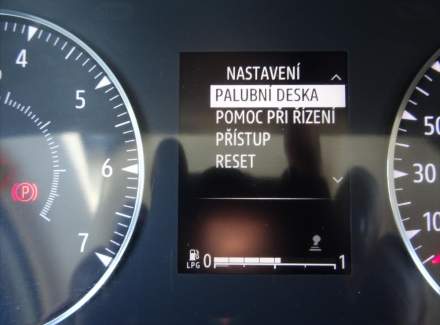 NASTAVENÍ
PALUBNÍ DESKA
POMOC PŘI ŘÍZENÍ
PŘÍSTUP
RESET
LPG 0 1
4
5
6
7
P
50
30
10